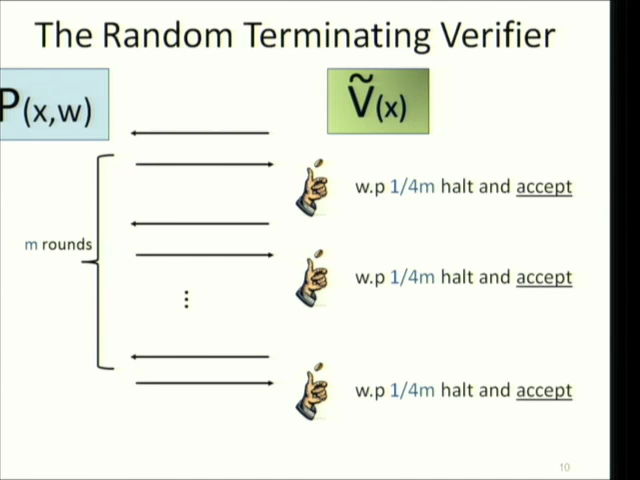 The Random Terminating Verifier
P(x,w)
Ṽ(x)
w.p 1/4m halt and accept
m rounds
w.p 1/4m halt and accept
⋮
w.p 1/4m halt and accept
10